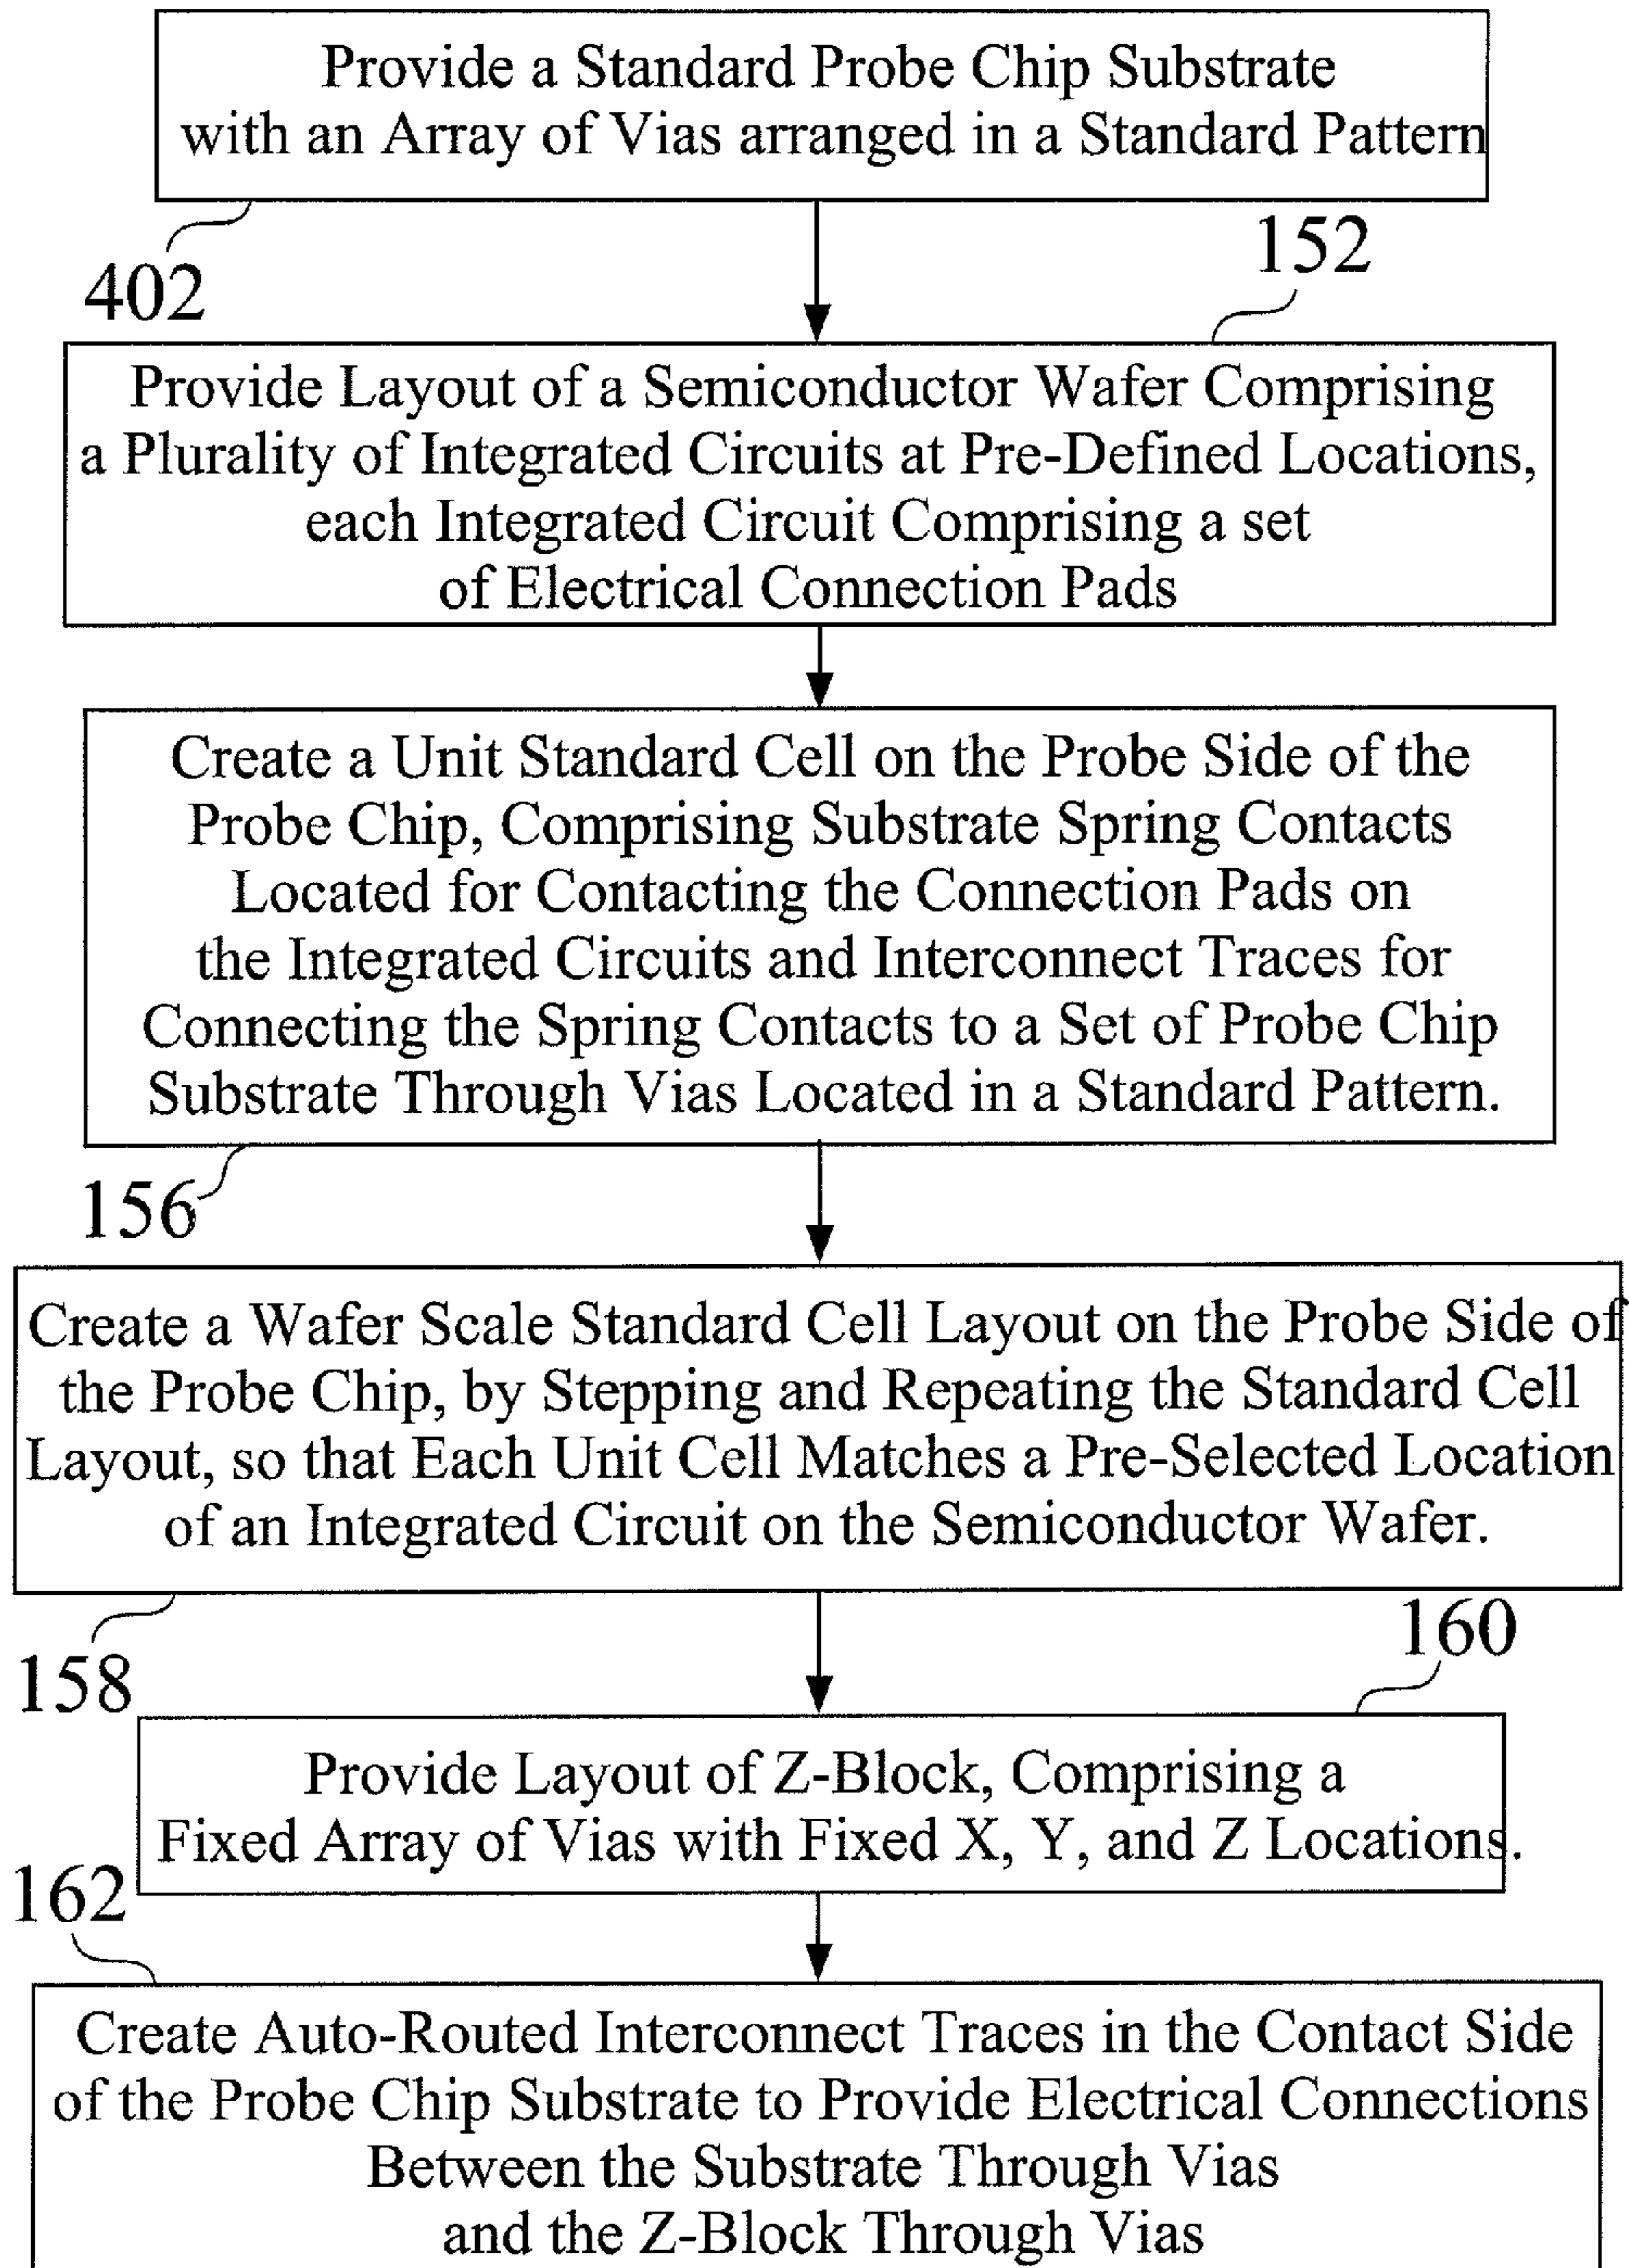 Provide a Standard Probe Chip Substrate
with an Array of Vias arranged in a Standard Pattern
402
152
Provide Layout of a Semiconductor Wafer Comprising
a Plurality of Integrated Circuits at Pre-Defined Locations,
each Integrated Circuit Comprising a set
of Electrical Connection Pads
Create a Unit Standard Cell on the Probe Side of the
Probe Chip, Comprising Substrate Spring Contacts
Located for Contacting the Connection Pads on
the Integrated Circuits and Interconnect Traces for
Connecting the Spring Contacts to a Set of Probe Chip
Substrate Through Vias Located in a Standard Pattern.
156
Create a Wafer Scale Standard Cell Layout on the Probe Side of
the Probe Chip, by Stepping and Repeating the Standard Cell
Layout, so that Each Unit Cell Matches a Pre-Selected Location
of an Integrated Circuit on the Semiconductor Wafer.
158
160
Provide Layout of Z-Block, Comprising a
Fixed Array of Vias with Fixed X, Y, and Z Locations.
162
Create Auto-Routed Interconnect Traces in the Contact Side
of the Probe Chip Substrate to Provide Electrical Connections
Between the Substrate Through Vias
and the Z-Block Through Vias